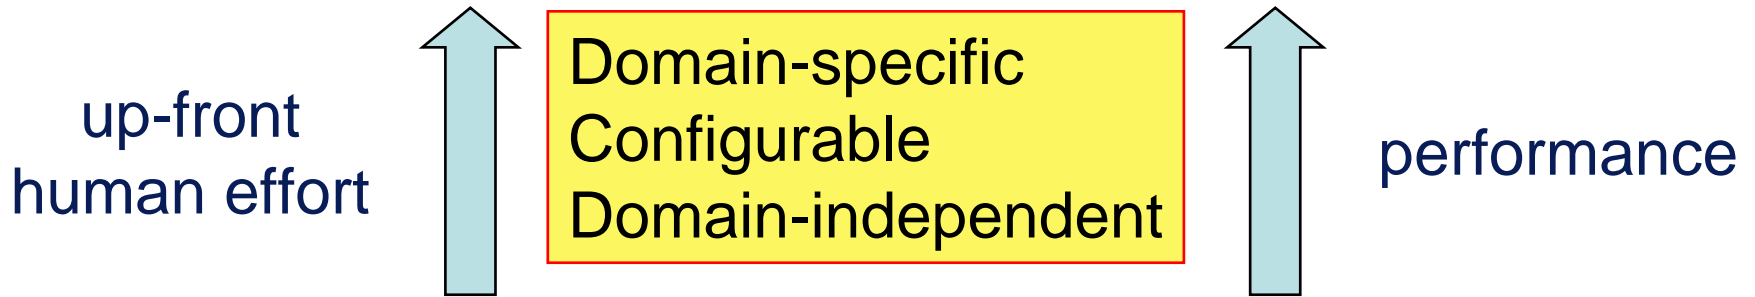 up-front
human effort
Domain-specific
Configurable
Domain-independent
performance